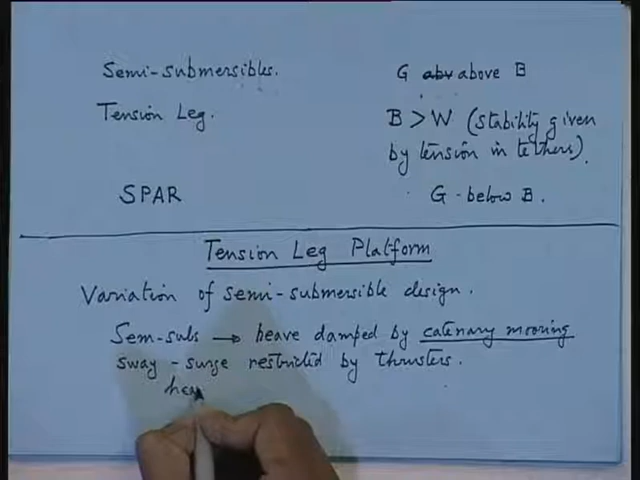 Semi-submersibles. G above B
Tension Leg. B > W (stability given
by tension in tethers).
SPAR G - below B.
Tension Leg Platform
Variation of semi-submersible design.
Sem-subs → heave damped by catenary mooring
sway - surge restricted by thrusters.
hea